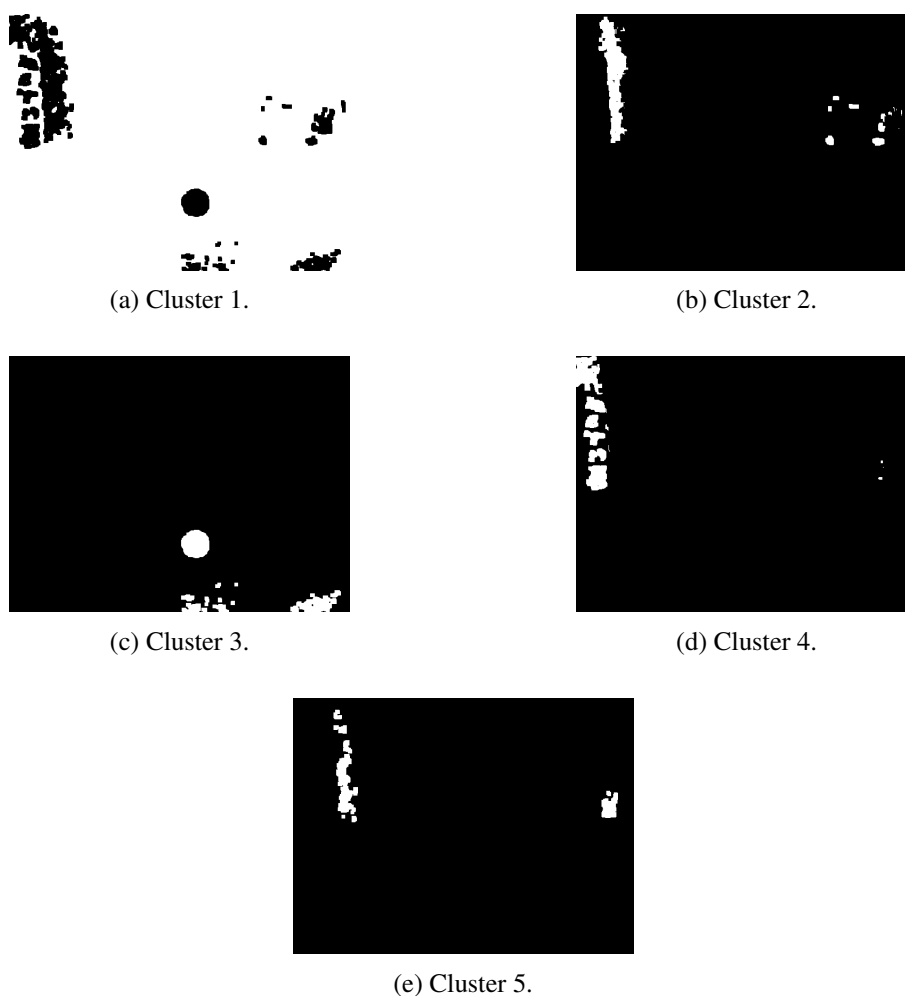 (a) Cluster 1.
(b) Cluster 2.
(c) Cluster 3.
(d) Cluster 4.
(e) Cluster 5.